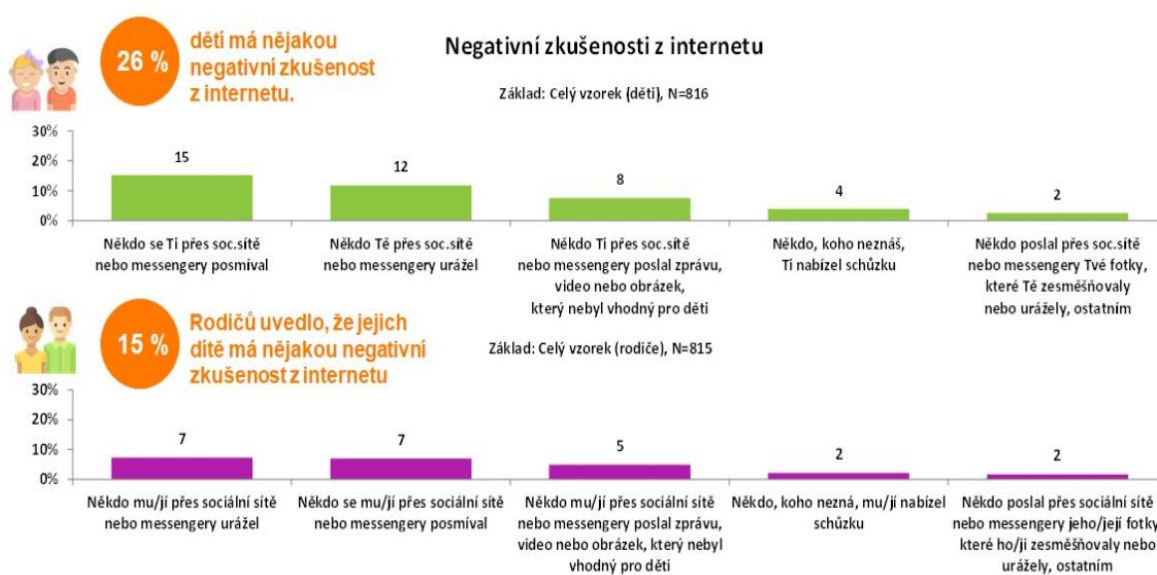 Negativní zkušenosti z internetu
26 %
dětí má nějakou
negativní zkušenost
z internetu.
Základ: Celý vzorek (děti), N=816
30%
20%
10%
0%
15
12
8
4
2
Někdo se Ti přes soc.sítě
nebo messengery posmíval
Někdo Tě přes soc.sítě
nebo messengery urážel
Někdo Ti přes soc.sítě
nebo messengery poslal zprávu,
video nebo obrázek,
který nebyl vhodný pro děti
Někdo, koho neznáš,
Ti nabízel schůzku
Někdo poslal přes soc.sítě
nebo messengery Tvé fotky,
které Tě zesměšňovaly
nebo urážely, ostatním
15 %
Rodičů uvedlo, že jejich
dítě má nějakou negativní
zkušenost z internetu
Základ: Celý vzorek (rodiče), N=815
30%
20%
10%
0%
7
7
5
2
2
Někdo mu/jí přes sociální sítě
nebo messengery urážel
Někdo se mu/jí přes sociální sítě
nebo messengery posmíval
Někdo mu/jí přes sociální sítě
nebo messengery poslal zprávu,
video nebo obrázek, který nebyl
vhodný pro děti
Někdo, koho nezná, mu/jí nabízel
schůzku
Někdo poslal přes sociální sítě
nebo messengery jeho/její fotky
které ho/ji zesměšňovaly nebo
urážely, ostatním